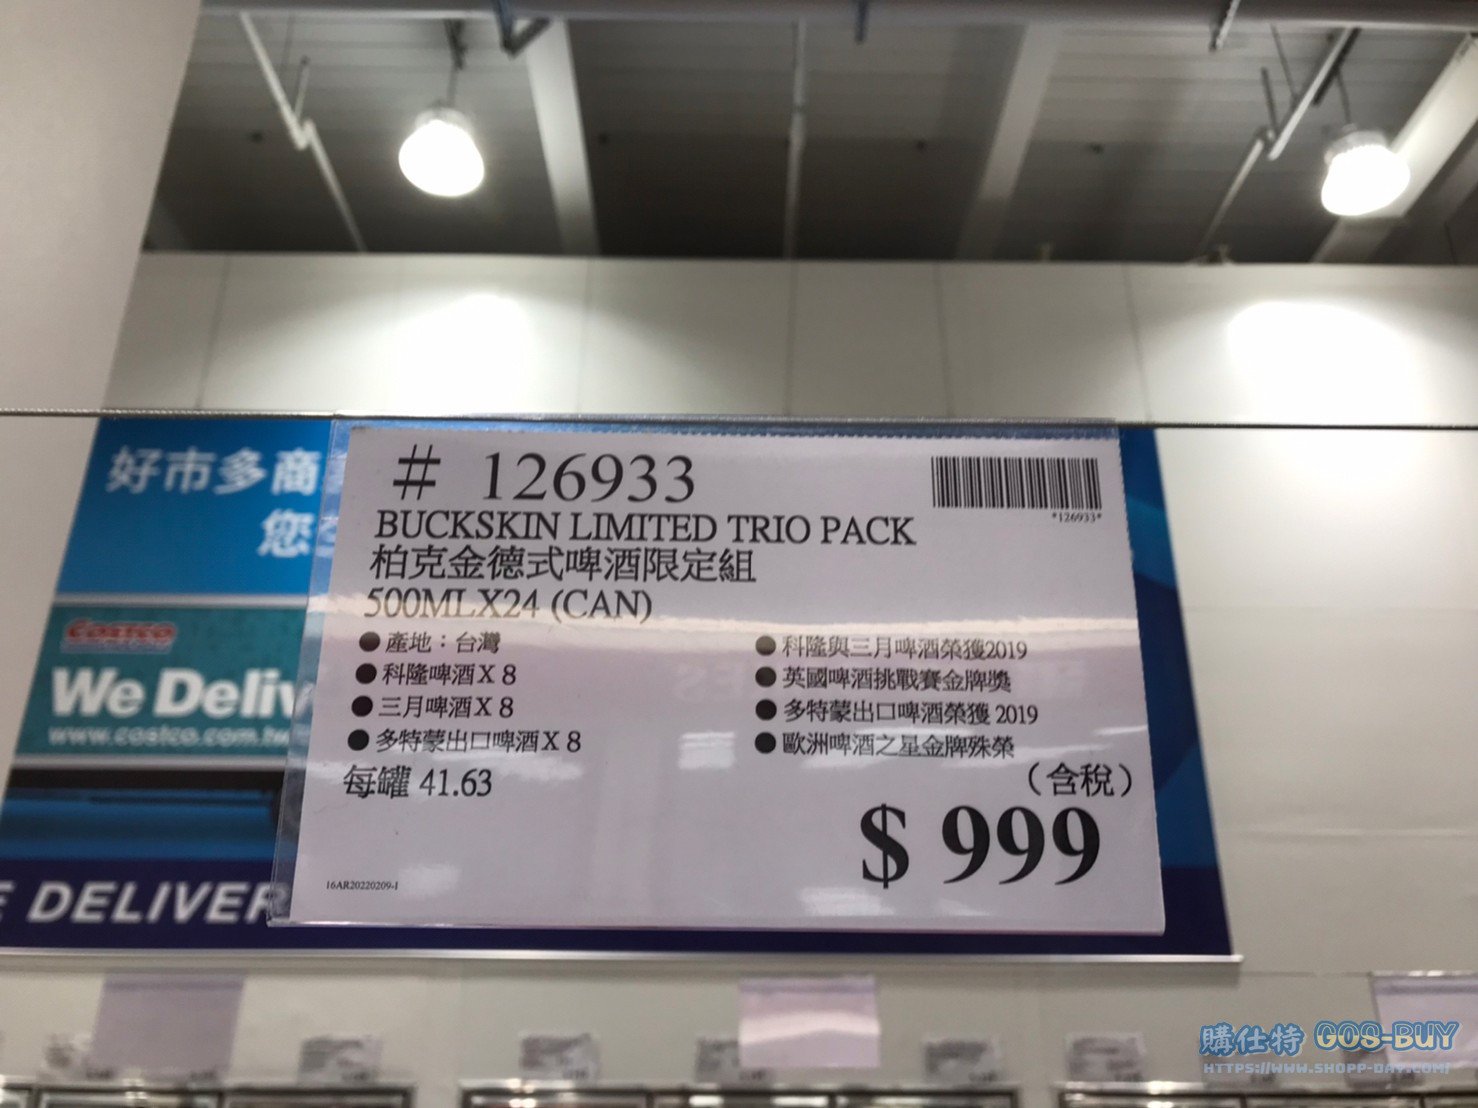 好市多商
您
Costco
We Deliv
www.costco.com.tw
E DELIVER
# 126933
*126933*
BUCKSKIN LIMITED TRIO PACK
柏克金德式啤酒限定組
500MLX24 (CAN)
●產地：台灣
●科隆啤酒X 8
●三月啤酒X 8
●多特蒙出口啤酒X 8
●科隆與三月啤酒榮獲2019
●英國啤酒挑戰賽金牌獎
●多特蒙出口啤酒榮獲 2019
●歐洲啤酒之星金牌殊榮
每罐 41.63
（含稅）
$ 999
16AR20220209-1
購仕特 GOS-BUY
HTTPS://WWW.SHOPP-DAY.COM/